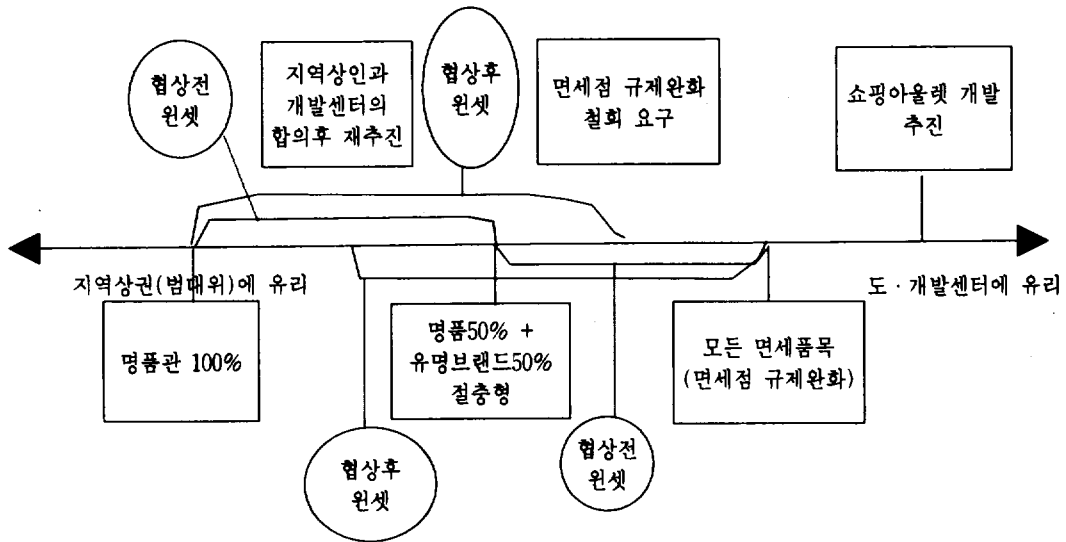 협상전
윈셋
지역상인과
개발센터의
합의후 재추진
협상후
윈셋
면세점 규제완화
철회 요구
쇼핑아울렛 개발
추진
지역상권(범대위)에 유리
도·개발센터에 유리
명품관 100%
명품50% +
유명브랜드50%
절충형
모든 면세품목
(면세점 규제완화)
협상후
윈셋
협상전
윈셋